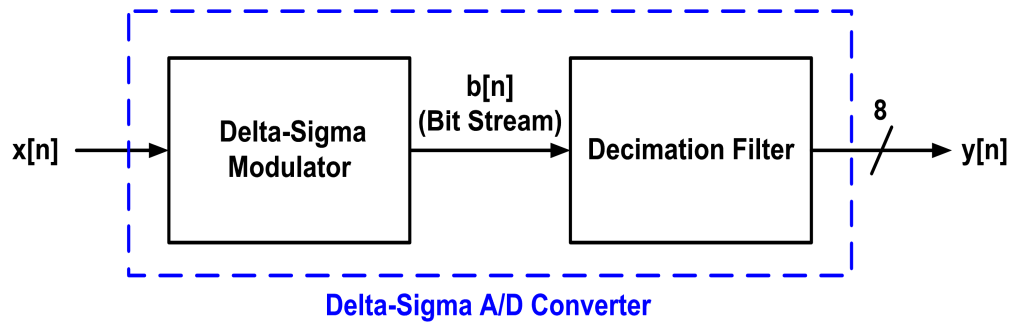 x[n]
Delta-Sigma
Modulator
b[n]
(Bit Stream)
Decimation Filter
8
y[n]
Delta-Sigma A/D Converter